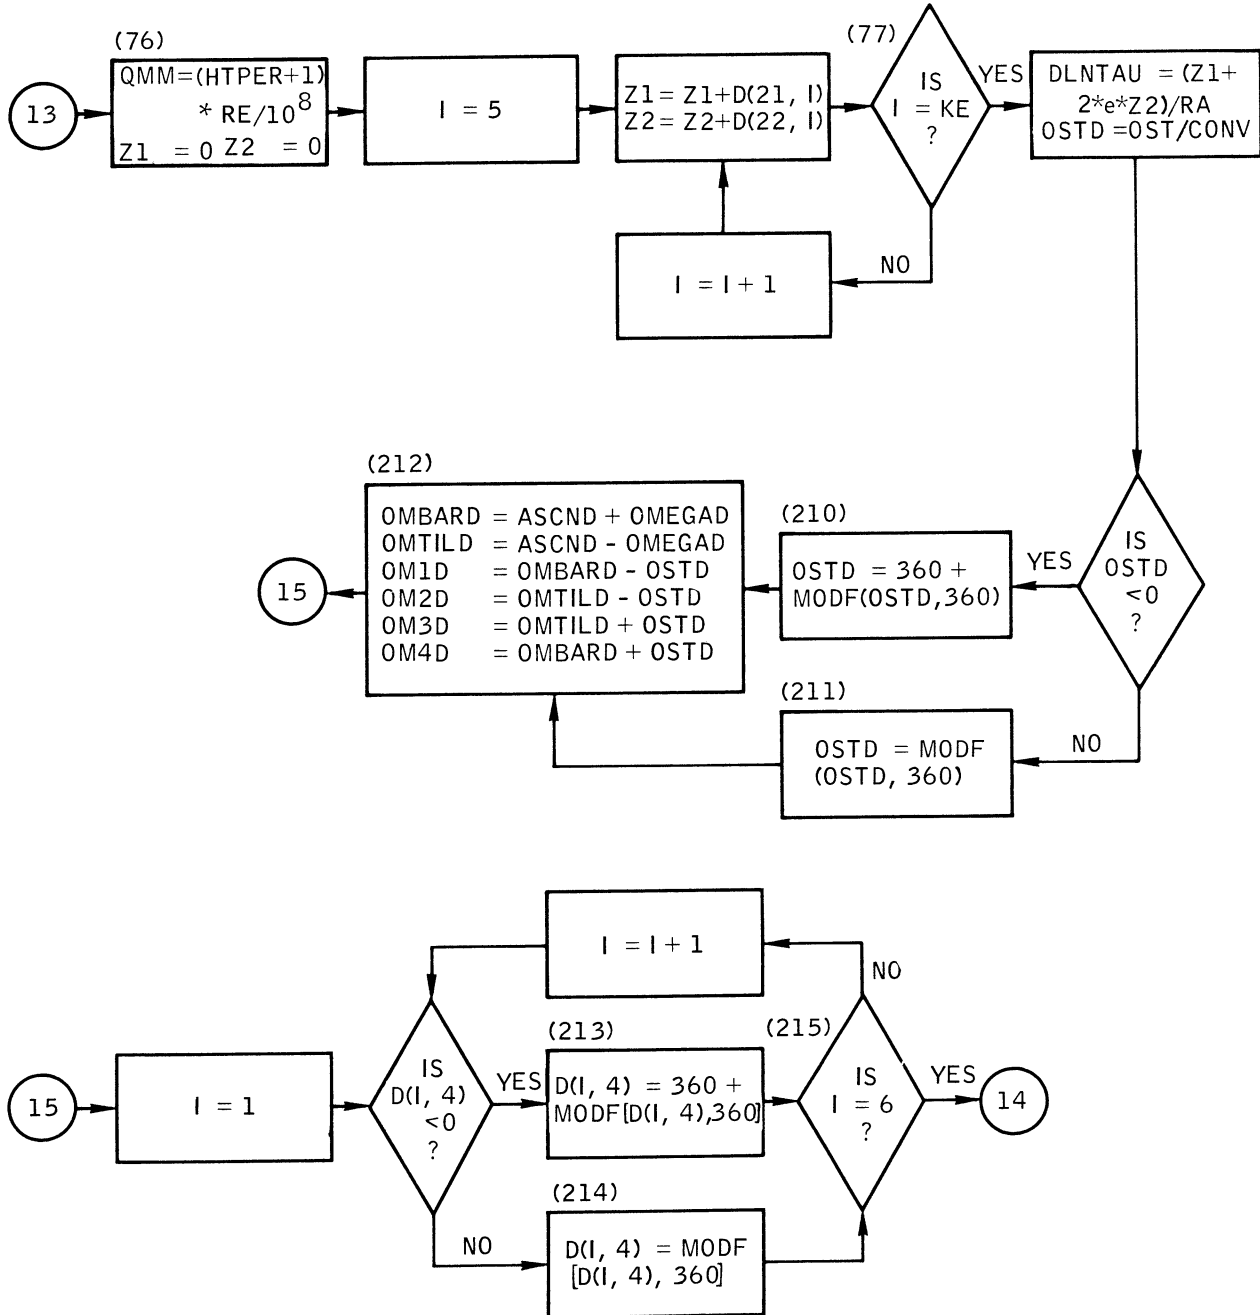 (76)
13
QMM=(HTPER+1)
* RE/10⁸
Z1 = 0 Z2 = 0
I = 5
Z1 = Z1+D(21, I)
Z2 = Z2+D(22, I)
(77)
IS
I = KE
?
YES
DLNTAU = (Z1+
2*e*Z2)/RA
OSTD =OST/CONV
NO
I = I + 1
(212)
OMBARD = ASCND + OMEGAD
OMTILD = ASCND - OMEGAD
OM1D = OMBARD - OSTD
OM2D = OMTILD - OSTD
OM3D = OMTILD + OSTD
OM4D = OMBARD + OSTD
15
(210)
OSTD = 360 +
MODF(OSTD,360)
YES
IS
OSTD
<0
?
(211)
OSTD = MODF
(OSTD, 360)
NO
I = I + 1
NO
15
I = 1
IS
D(I, 4)
<0
?
YES
(213)
D(I, 4) = 360 +
MODF[D(I, 4),360]
(215)
IS
I = 6
?
YES
14
NO
(214)
D(I, 4) = MODF
[D(I, 4), 360]